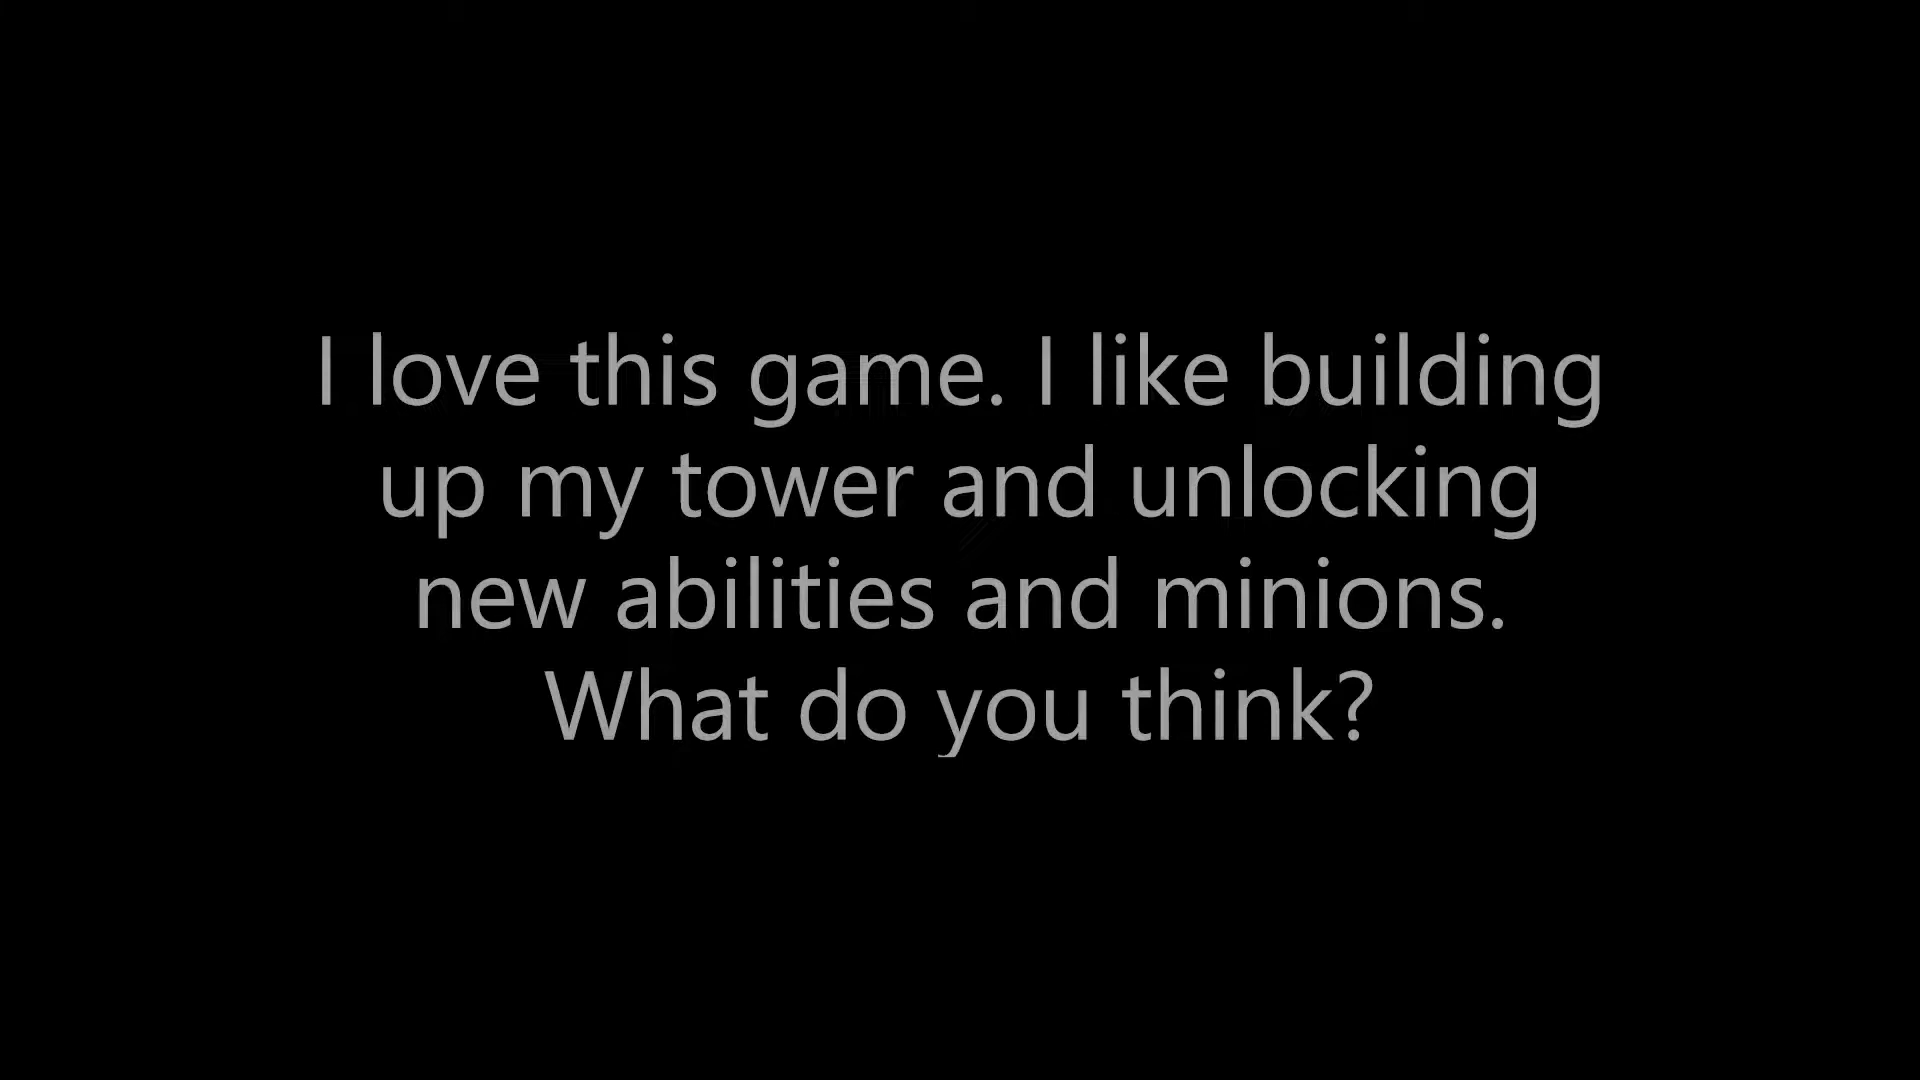 I love this game. I like building
up my tower and unlocking
new abilities and minions.
What do you think?